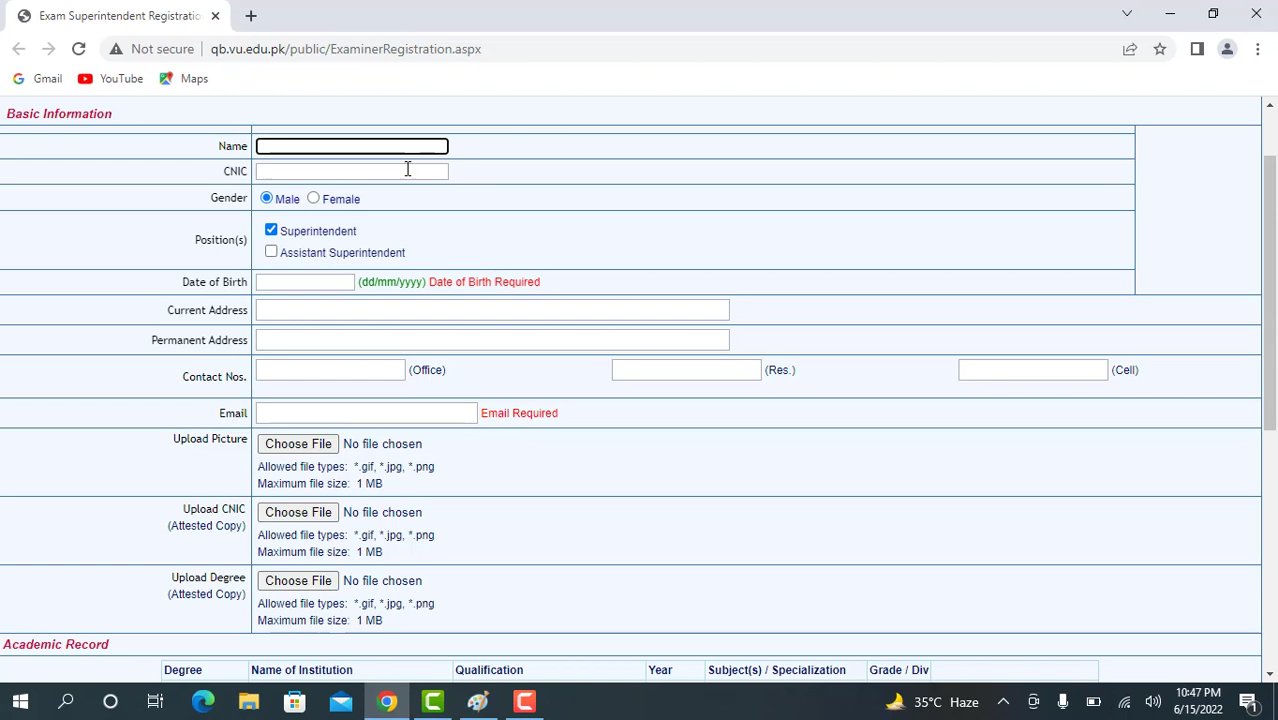 Exam Superintendent Registratio
Not secure qb.vu.edu.pk/public/ExaminerRegistration.aspx
Gmail YouTube Maps
Basic Information
Name
CNIC
Gender Male Female
Position(s) Superintendent
Assistant Superintendent
Date of Birth (dd/mm/yyyy) Date of Birth Required
Current Address
Permanent Address
Contact Nos. (Office) (Res.) (Cell)
Email Email Required
Upload Picture Choose File No file chosen
Allowed file types: *.gif, *.jpg, *.png
Maximum file size: 1 MB
Upload CNIC Choose File No file chosen
(Attested Copy) Allowed file types: *.gif, *.jpg, *.png
Maximum file size: 1 MB
Upload Degree Choose File No file chosen
(Attested Copy) Allowed file types: *.gif, *.jpg, *.png
Maximum file size: 1 MB
Academic Record
Degree Name of Institution Qualification Year Subject(s) / Specialization Grade / Div
35°C Haze
10:47 PM
6/15/2022
1